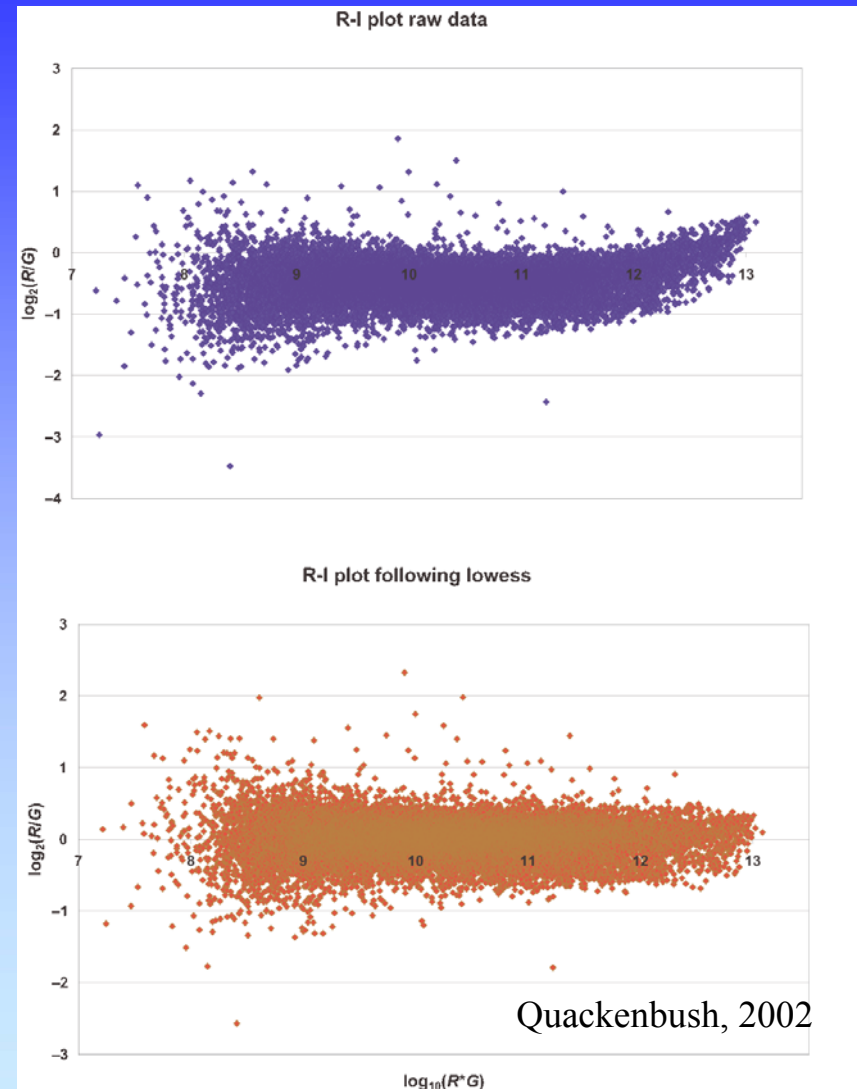 R-I plot raw data
3
2
1
0
7 8 9 10 11 12 13
–1
–2
–3
–4
log₂(R/G)
R-I plot following lowess
3
2
1
0
7 8 9 10 11 12 13
–1
–2
–3
log₂(R/G)
Quackenbush, 2002
log₁₀(R*G)